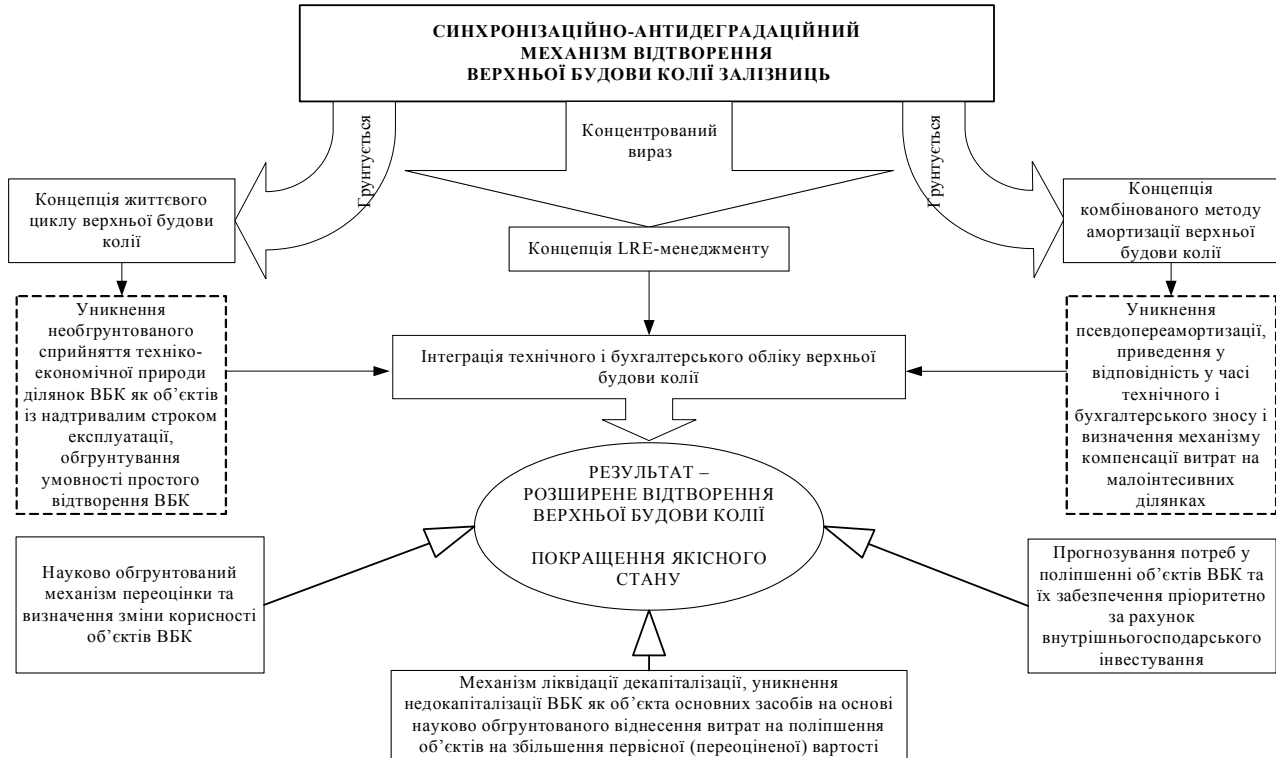 СИНХРОНІЗАЦІЙНО-АНТИДЕГРАДАЦІЙНИЙ
МЕХАНІЗМ ВІДТВОРЕННЯ
ВЕРХНЬОЇ БУДОВИ КОЛІЇ ЗАЛІЗНИЦЬ
Грунтується
Концентрований
вираз
Грунтується
Концепція життєвого
циклу верхньої будови
колії
Концепція LRE-менеджменту
Концепція
комбінованого методу
амортизації верхньої
будови колії
Уникнення
необгрунтованого
сприйняття техніко-
економічної природи
ділянок ВБК як об’єктів
із надтривалим строком
експлуатації,
обгрунтування
умовності простого
відтворення ВБК
Інтеграція технічного і бухгалтерського обліку верхньої
будови колії
Уникнення
псевдопереамортизації,
приведення у
відповідність у часі
технічного і
бухгалтерського зносу і
визначення механізму
компенсації витрат на
малоінтесивних
ділянках
РЕЗУЛЬТАТ –
РОЗШИРЕНЕ ВІДТВОРЕННЯ
ВЕРХНЬОЇ БУДОВИ КОЛІЇ
ПОКРАЩЕННЯ ЯКІСНОГО
СТАНУ
Науково обгрунтований
механізм переоцінки та
визначення зміни корисності
об’єктів ВБК
Прогнозування потреб у
поліпшенні об’єктів ВБК та
їх забезпечення пріоритетно
за рахунок
внутрішньогосподарського
інвестування
Механізм ліквідації декапіталізації, уникнення
недокапіталізації ВБК як об’єкта основних засобів на основі
науково обгрунтованого віднесення витрат на поліпшення
об’єктів на збільшення первісної (переоціненої) вартості